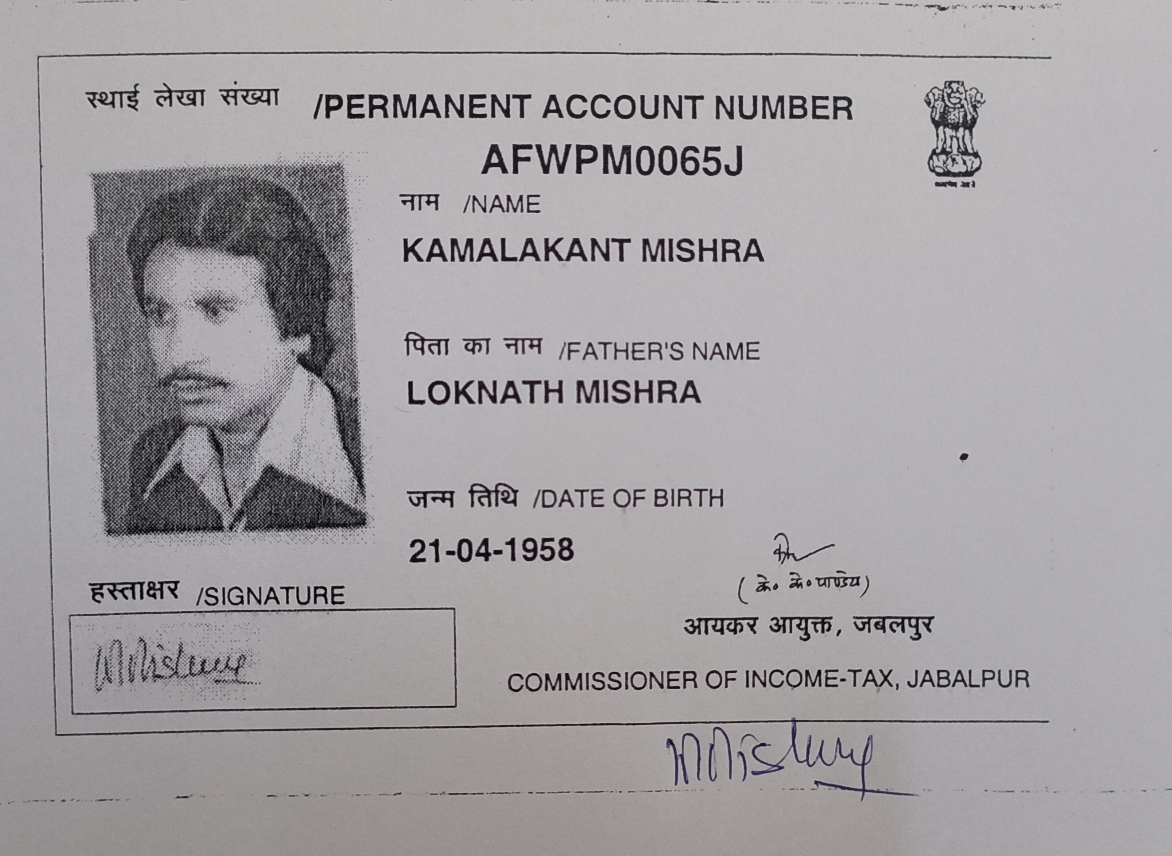 स्थाई लेखा संख्या /PERMANENT ACCOUNT NUMBER
AFWPM0065J
नाम /NAME
KAMALAKANT MISHRA
पिता का नाम /FATHER'S NAME
LOKNATH MISHRA
जन्म तिथि /DATE OF BIRTH
21-04-1958
हस्ताक्षर /SIGNATURE
(के॰ के॰ पाण्डेय)
आयकर आयुक्त, जबलपुर
COMMISSIONER OF INCOME-TAX, JABALPUR